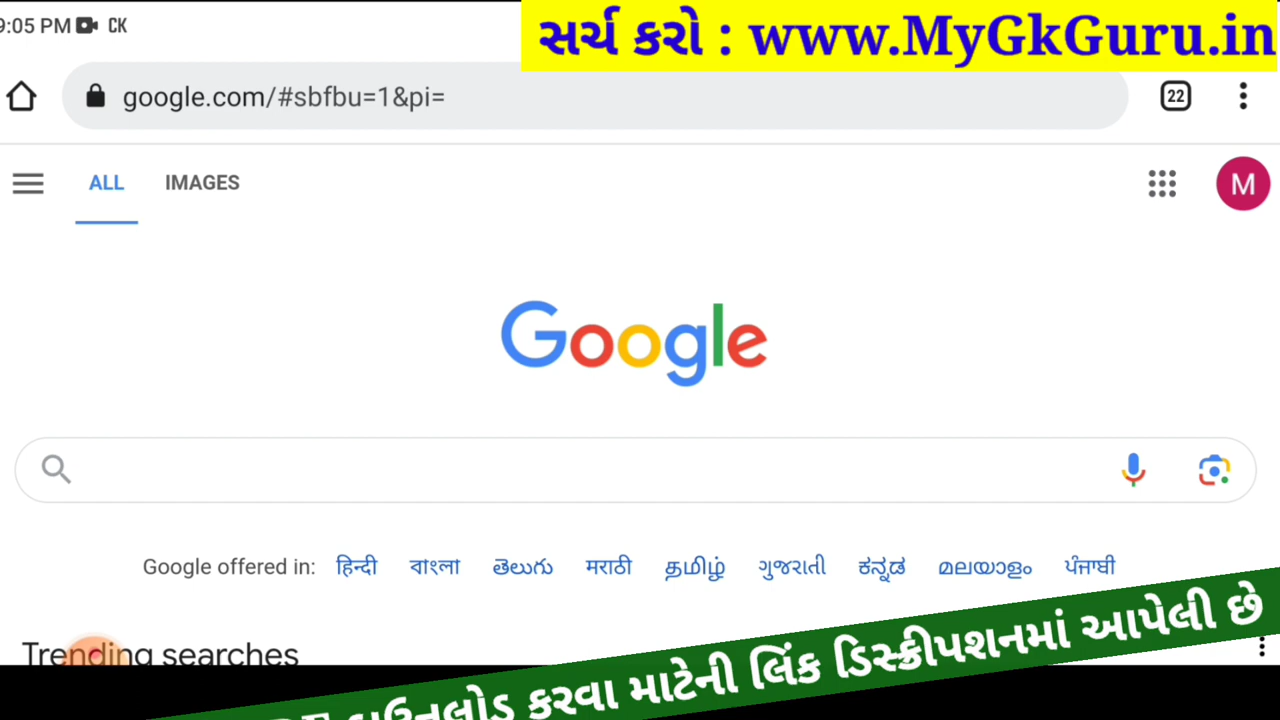 9:05 PM CK
સર્ચ કરો : www.MyGkGuru.in
google.com/#sbfbu=1&pi=
22
ALL IMAGES
M
Google
Google offered in: हिन्दी বাংলা తెలుగు मराठी தமிழ் ગુજરાતી ಕನ್ನಡ മലയാളം ਪੰਜਾਬੀ
Trending searches
ડાઉનલોડ કરવા માટેની લિંક ડિસ્ક્રીપશનમાં આપેલી છે